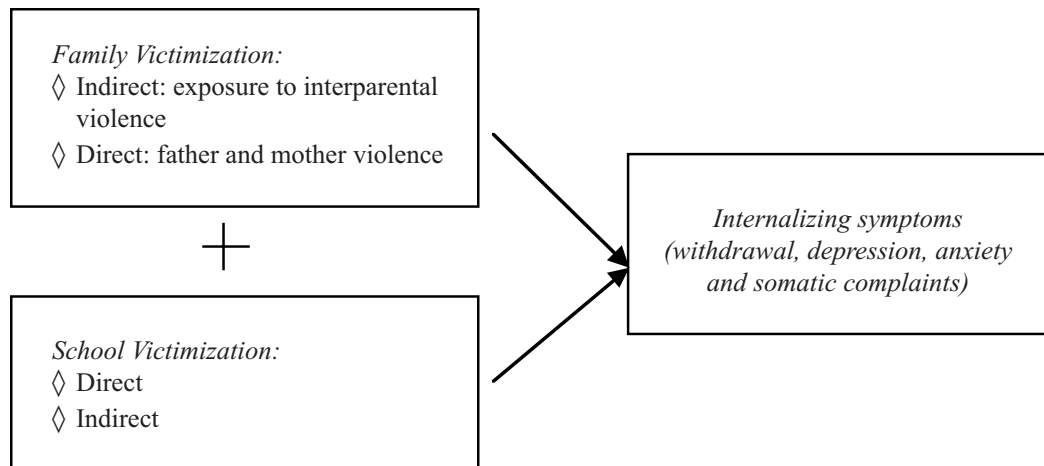 Family Victimization:
◊ Indirect: exposure to interparental
violence
◊ Direct: father and mother violence
+
School Victimization:
◊ Direct
◊ Indirect
Internalizing symptoms
(withdrawal, depression, anxiety
and somatic complaints)